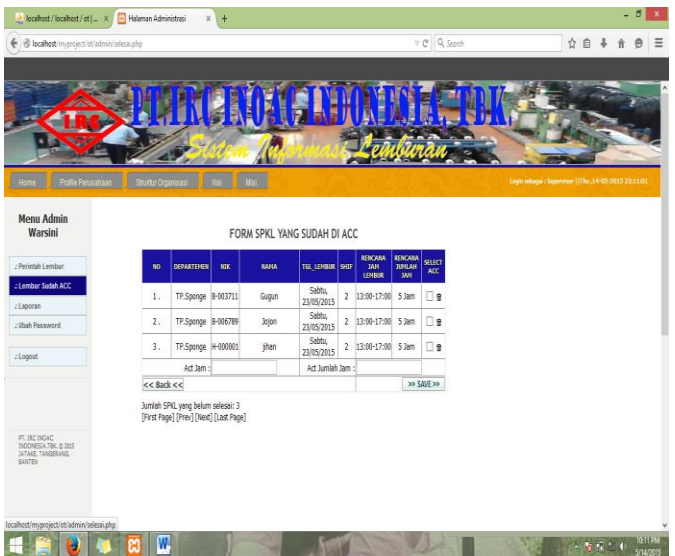 localhost / localhost / ot | ... x
Halaman Administrasi x +
localhost/myproject/ot/admin/selesai.php
Search
IRC
PT.IRC INOAC INDONESIA, TBK.
Sistem Informasi Lemburan
Home Profile Perusahaan Struktur Organisasi Visi Misi
Login sebagai : Supervisor ||Thu ,14-05-2015 22:11:01
Menu Admin
Warsini
.: Perintah Lembur
.: Lembur Sudah ACC
.: Laporan
.: Ubah Password
.: Logout
PT. IRC INOAC
INDONESIA.TBK. © 2015
JATAKE, TANGERANG,
BANTEN
FORM SPKL YANG SUDAH DI ACC
NO DEPARTEMEN NIK NAMA TGL_LEMBUR SHIF RENCANA JAM LEMBUR RENCANA JUMLAH JAM SELECT ACC
1 . TP.Sponge B-003711 Gugun Sabtu, 23/05/2015 2 13:00-17:00 5 Jam
2 . TP.Sponge B-006789 Jojon Sabtu, 23/05/2015 2 13:00-17:00 5 Jam
3 . TP.Sponge H-000001 jihan Sabtu, 23/05/2015 2 13:00-17:00 5 Jam
Act Jam : Act Jumlah Jam :
<< Back << >> SAVE >>
Jumlah SPKL yang belum selesai: 3
[First Page] [Prev] [Next] [Last Page]
localhost/myproject/ot/admin/selesai.php
10:11 PM
5/14/2015